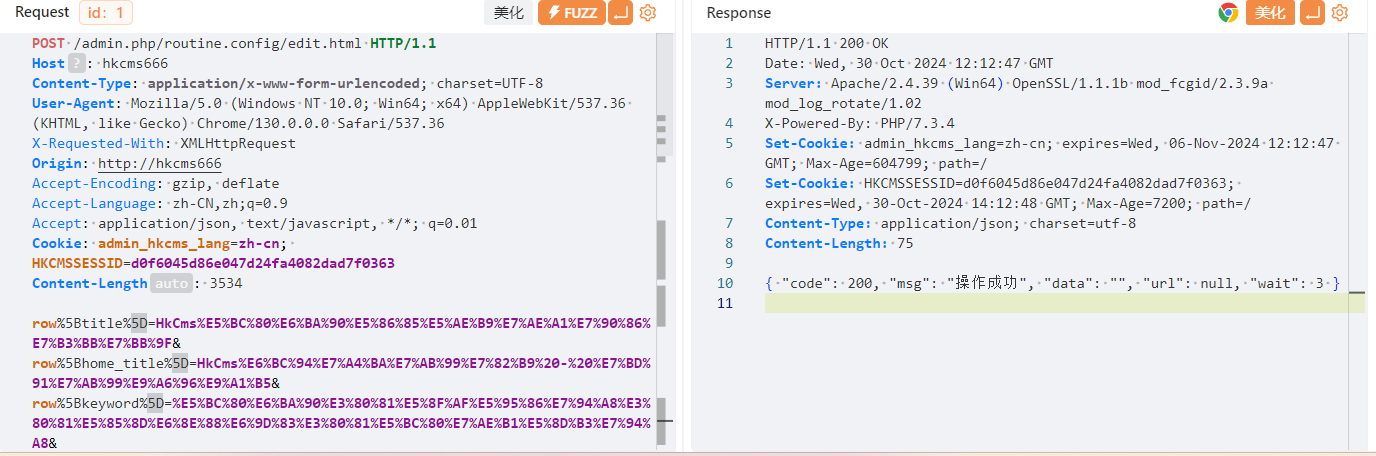 Request id: 1 美化 FUZZ
POST /admin.php/routine.config/edit.html HTTP/1.1
Host ? : hkcms666
Content-Type: application/x-www-form-urlencoded; charset=UTF-8
User-Agent: Mozilla/5.0 (Windows NT 10.0; Win64; x64) AppleWebKit/537.36
(KHTML, like Gecko) Chrome/130.0.0.0 Safari/537.36
X-Requested-With: XMLHttpRequest
Origin: http://hkcms666
Accept-Encoding: gzip, deflate
Accept-Language: zh-CN,zh;q=0.9
Accept: application/json, text/javascript, */*; q=0.01
Cookie: admin_hkcms_lang=zh-cn;
HKCMSSESSID=d0f6045d86e047d24fa4082dad7f0363
Content-Length auto : 3534
row%5Btitle%5D=HkCms%E5%BC%80%E6%BA%90%E5%86%85%E5%AE%B9%E7%AE%A1%E7%90%86%
E7%B3%BB%E7%BB%9F&
row%5Bhome_title%5D=HkCms%E6%BC%94%E7%A4%BA%E7%AB%99%E7%82%B9%20-%20%E7%BD%
91%E7%AB%99%E9%A6%96%E9%A1%B5&
row%5Bkeyword%5D=%E5%BC%80%E6%BA%90%E3%80%81%E5%8F%AF%E5%95%86%E7%94%A8%E3%
80%81%E5%85%8D%E6%8E%88%E6%9D%83%E3%80%81%E5%BC%80%E7%AE%B1%E5%8D%B3%E7%94%
A8&
Response 美化
1 HTTP/1.1 200 OK
2 Date: Wed, 30 Oct 2024 12:12:47 GMT
3 Server: Apache/2.4.39 (Win64) OpenSSL/1.1.1b mod_fcgid/2.3.9a
mod_log_rotate/1.02
4 X-Powered-By: PHP/7.3.4
5 Set-Cookie: admin_hkcms_lang=zh-cn; expires=Wed, 06-Nov-2024 12:12:47
GMT; Max-Age=604799; path=/
6 Set-Cookie: HKCMSSESSID=d0f6045d86e047d24fa4082dad7f0363;
expires=Wed, 30-Oct-2024 14:12:48 GMT; Max-Age=7200; path=/
7 Content-Type: application/json; charset=utf-8
8 Content-Length: 75
9
10 { "code": 200, "msg": "操作成功", "data": "", "url": null, "wait": 3 }
11